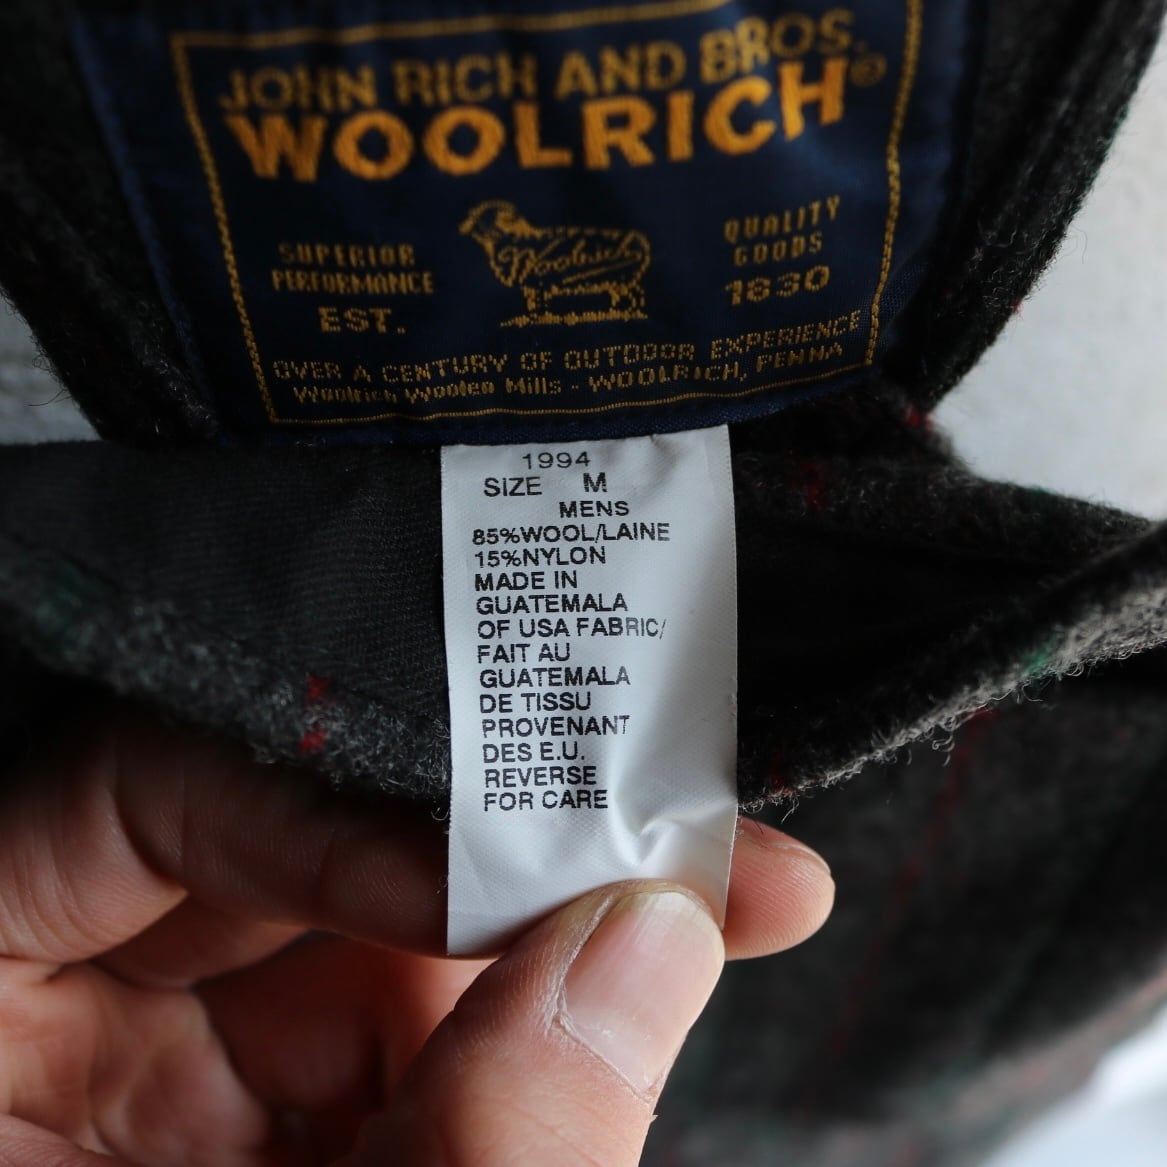 JOHN RICH AND BROS.
WOOLRICH®
Woolrich
SUPERIOR
PERFORMANCE
EST.
QUALITY
GOODS
1830
OVER A CENTURY OF OUTDOOR EXPERIENCE
Woolrich Woolen Mills - WOOLRICH, PENNA
1994
SIZE M
MENS
85%WOOL/LAINE
15%NYLON
MADE IN
GUATEMALA
OF USA FABRIC/
FAIT AU
GUATEMALA
DE TISSU
PROVENANT
DES E.U.
REVERSE
FOR CARE